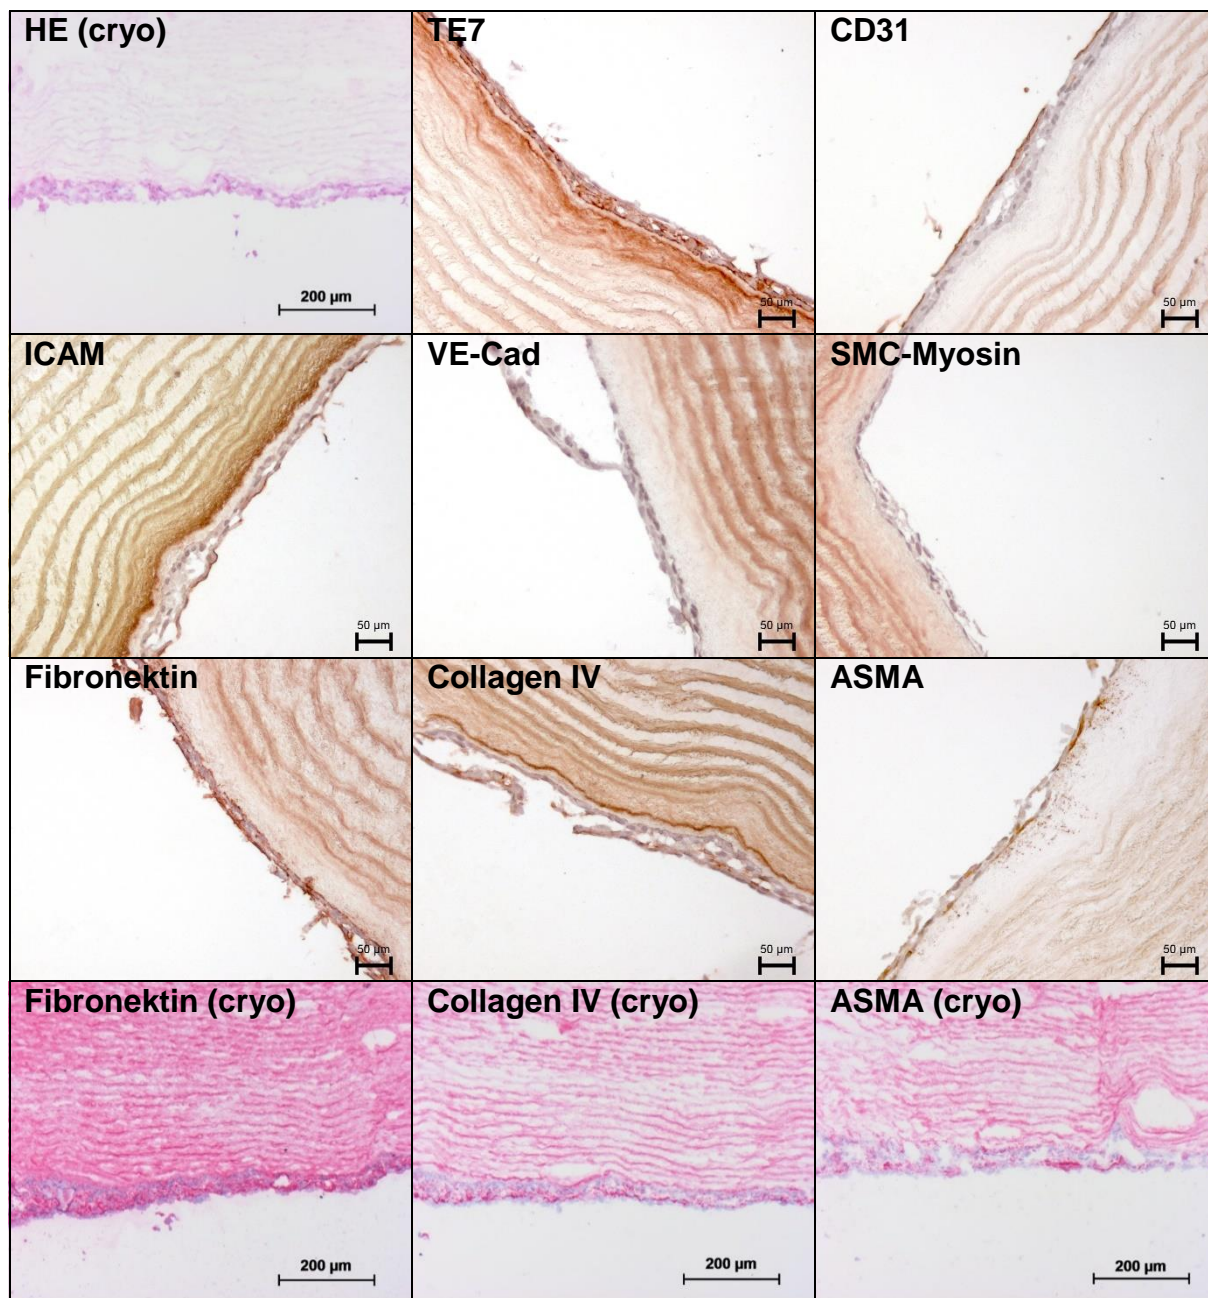 HE (cryo)
TE7
CD31
200 µm
50 µm
50 µm
ICAM
VE-Cad
SMC-Myosin
50 µm
50 µm
50 µm
Fibronektin
Collagen IV
ASMA
50 µm
50 µm
50 µm
Fibronektin (cryo)
Collagen IV (cryo)
ASMA (cryo)
200 µm
200 µm
200 µm